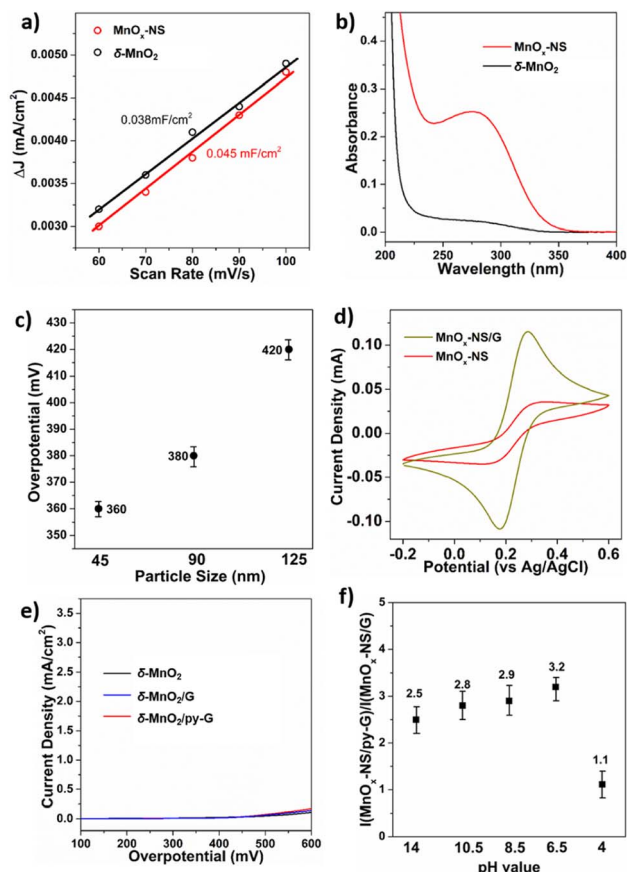 a)
MnOx-NS
δ-MnO2
0.0050
0.0045
0.0040
0.0035
0.0030
0.038mF/cm2
0.045 mF/cm2
60 70 80 90 100
Scan Rate (mV/s)
ΔJ (mA/cm2)
b)
MnOx-NS
δ-MnO2
0.4
0.3
0.2
0.1
0.0
200 250 300 350 400
Wavelength (nm)
Absorbance
c)
430
420
410
400
390
380
370
360
350
420
380
360
45 90 125
Particle Size (nm)
Overpotential (mV)
d)
MnOx-NS/G
MnOx-NS
0.10
0.05
0.00
-0.05
-0.10
-0.2 0.0 0.2 0.4 0.6
Potential (vs Ag/AgCl)
Current Density (mA)
e)
3.5
3.0
2.5
2.0
1.5
1.0
0.5
0.0
δ-MnO2
δ-MnO2/G
δ-MnO2/py-G
100 200 300 400 500 600
Overpotential (mV)
Current Density (mA/cm2)
f)
5
4
3
2
1
0
2.5
2.8
2.9
3.2
1.1
14 10.5 8.5 6.5 4
pH value
I(MnOx-NS/py-G)/I(MnOx-NS/G)